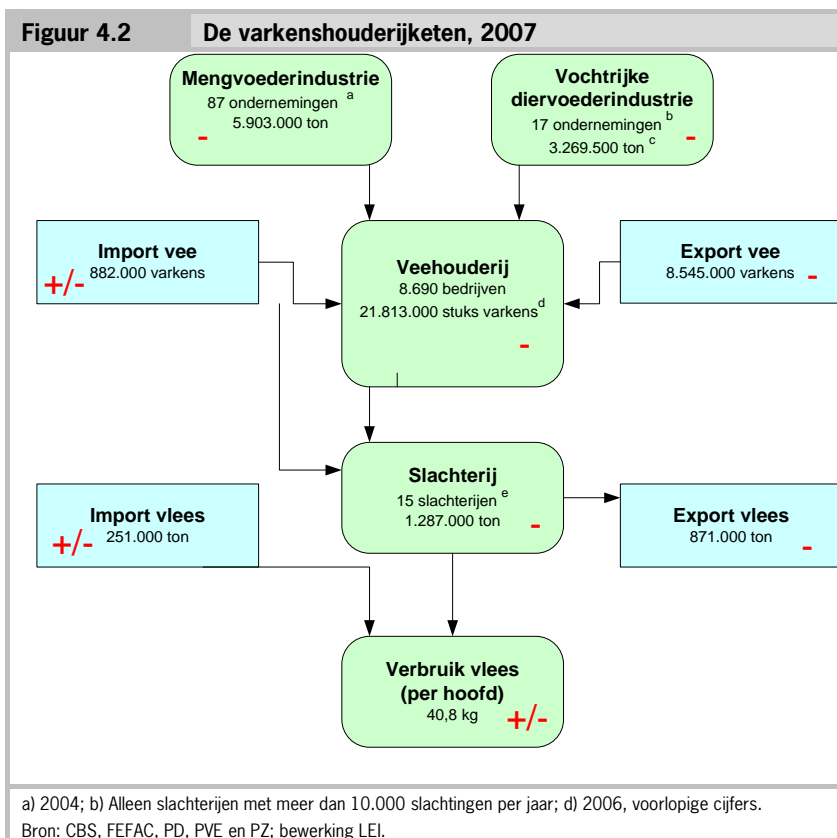 Figuur 4.2 De varkenshouderijketen, 2007
Mengvoederindustrie
87 ondernemingen a
5.903.000 ton
-
Vochtrijke
diervoederindustrie
17 ondernemingen b
3.269.500 ton c
-
Import vee
882.000 varkens
+/-
Veehouderij
8.690 bedrijven
21.813.000 stuks varkens d
-
Export vee
8.545.000 varkens
-
Slachterij
15 slachterijen e
1.287.000 ton
-
Import vlees
251.000 ton
+/-
Export vlees
871.000 ton
-
Verbruik vlees
(per hoofd)
40,8 kg
+/-
a) 2004; b) Alleen slachterijen met meer dan 10.000 slachtingen per jaar; d) 2006, voorlopige cijfers.
Bron: CBS, FEFAC, PD, PVE en PZ; bewerking LEI.